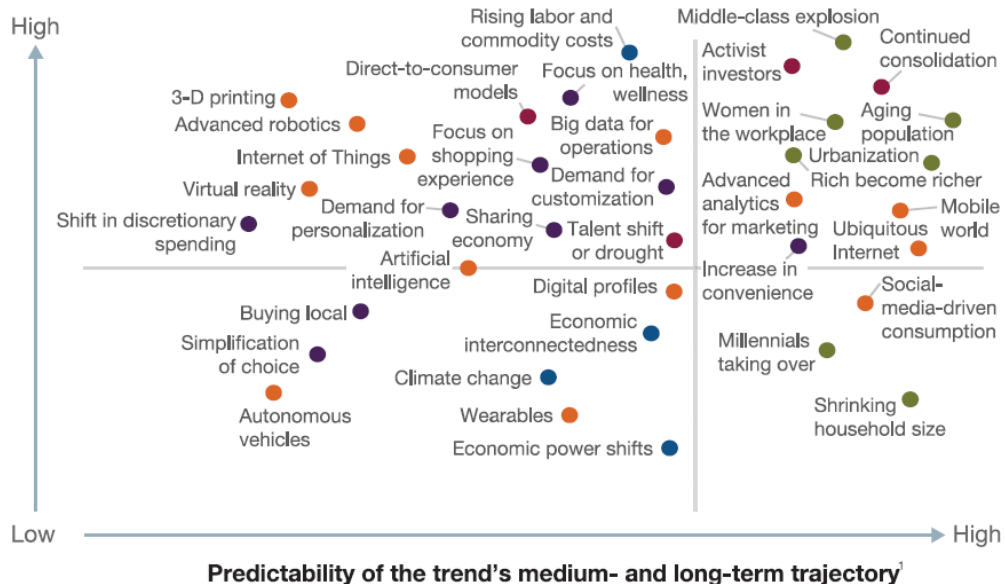 High
Rising labor and
commodity costs
Middle-class explosion
Activist
investors
Continued
consolidation
Direct-to-consumer
models
Focus on health,
wellness
3-D printing
Advanced robotics
Women in
the workplace
Aging
population
Focus on
shopping
experience
Big data for
operations
Internet of Things
Urbanization
Rich become richer
Virtual reality
Demand for
customization
Advanced
analytics
for marketing
Mobile
world
Shift in discretionary
spending
Demand for
personalization
Sharing
economy
Talent shift
or drought
Ubiquitous
Internet
Artificial
intelligence
Increase in
convenience
Digital profiles
Social-
media-driven
consumption
Buying local
Economic
interconnectedness
Simplification
of choice
Millennials
taking over
Climate change
Autonomous
vehicles
Wearables
Shrinking
household size
Economic power shifts
Low
High
Predictability of the trend's medium- and long-term trajectory¹